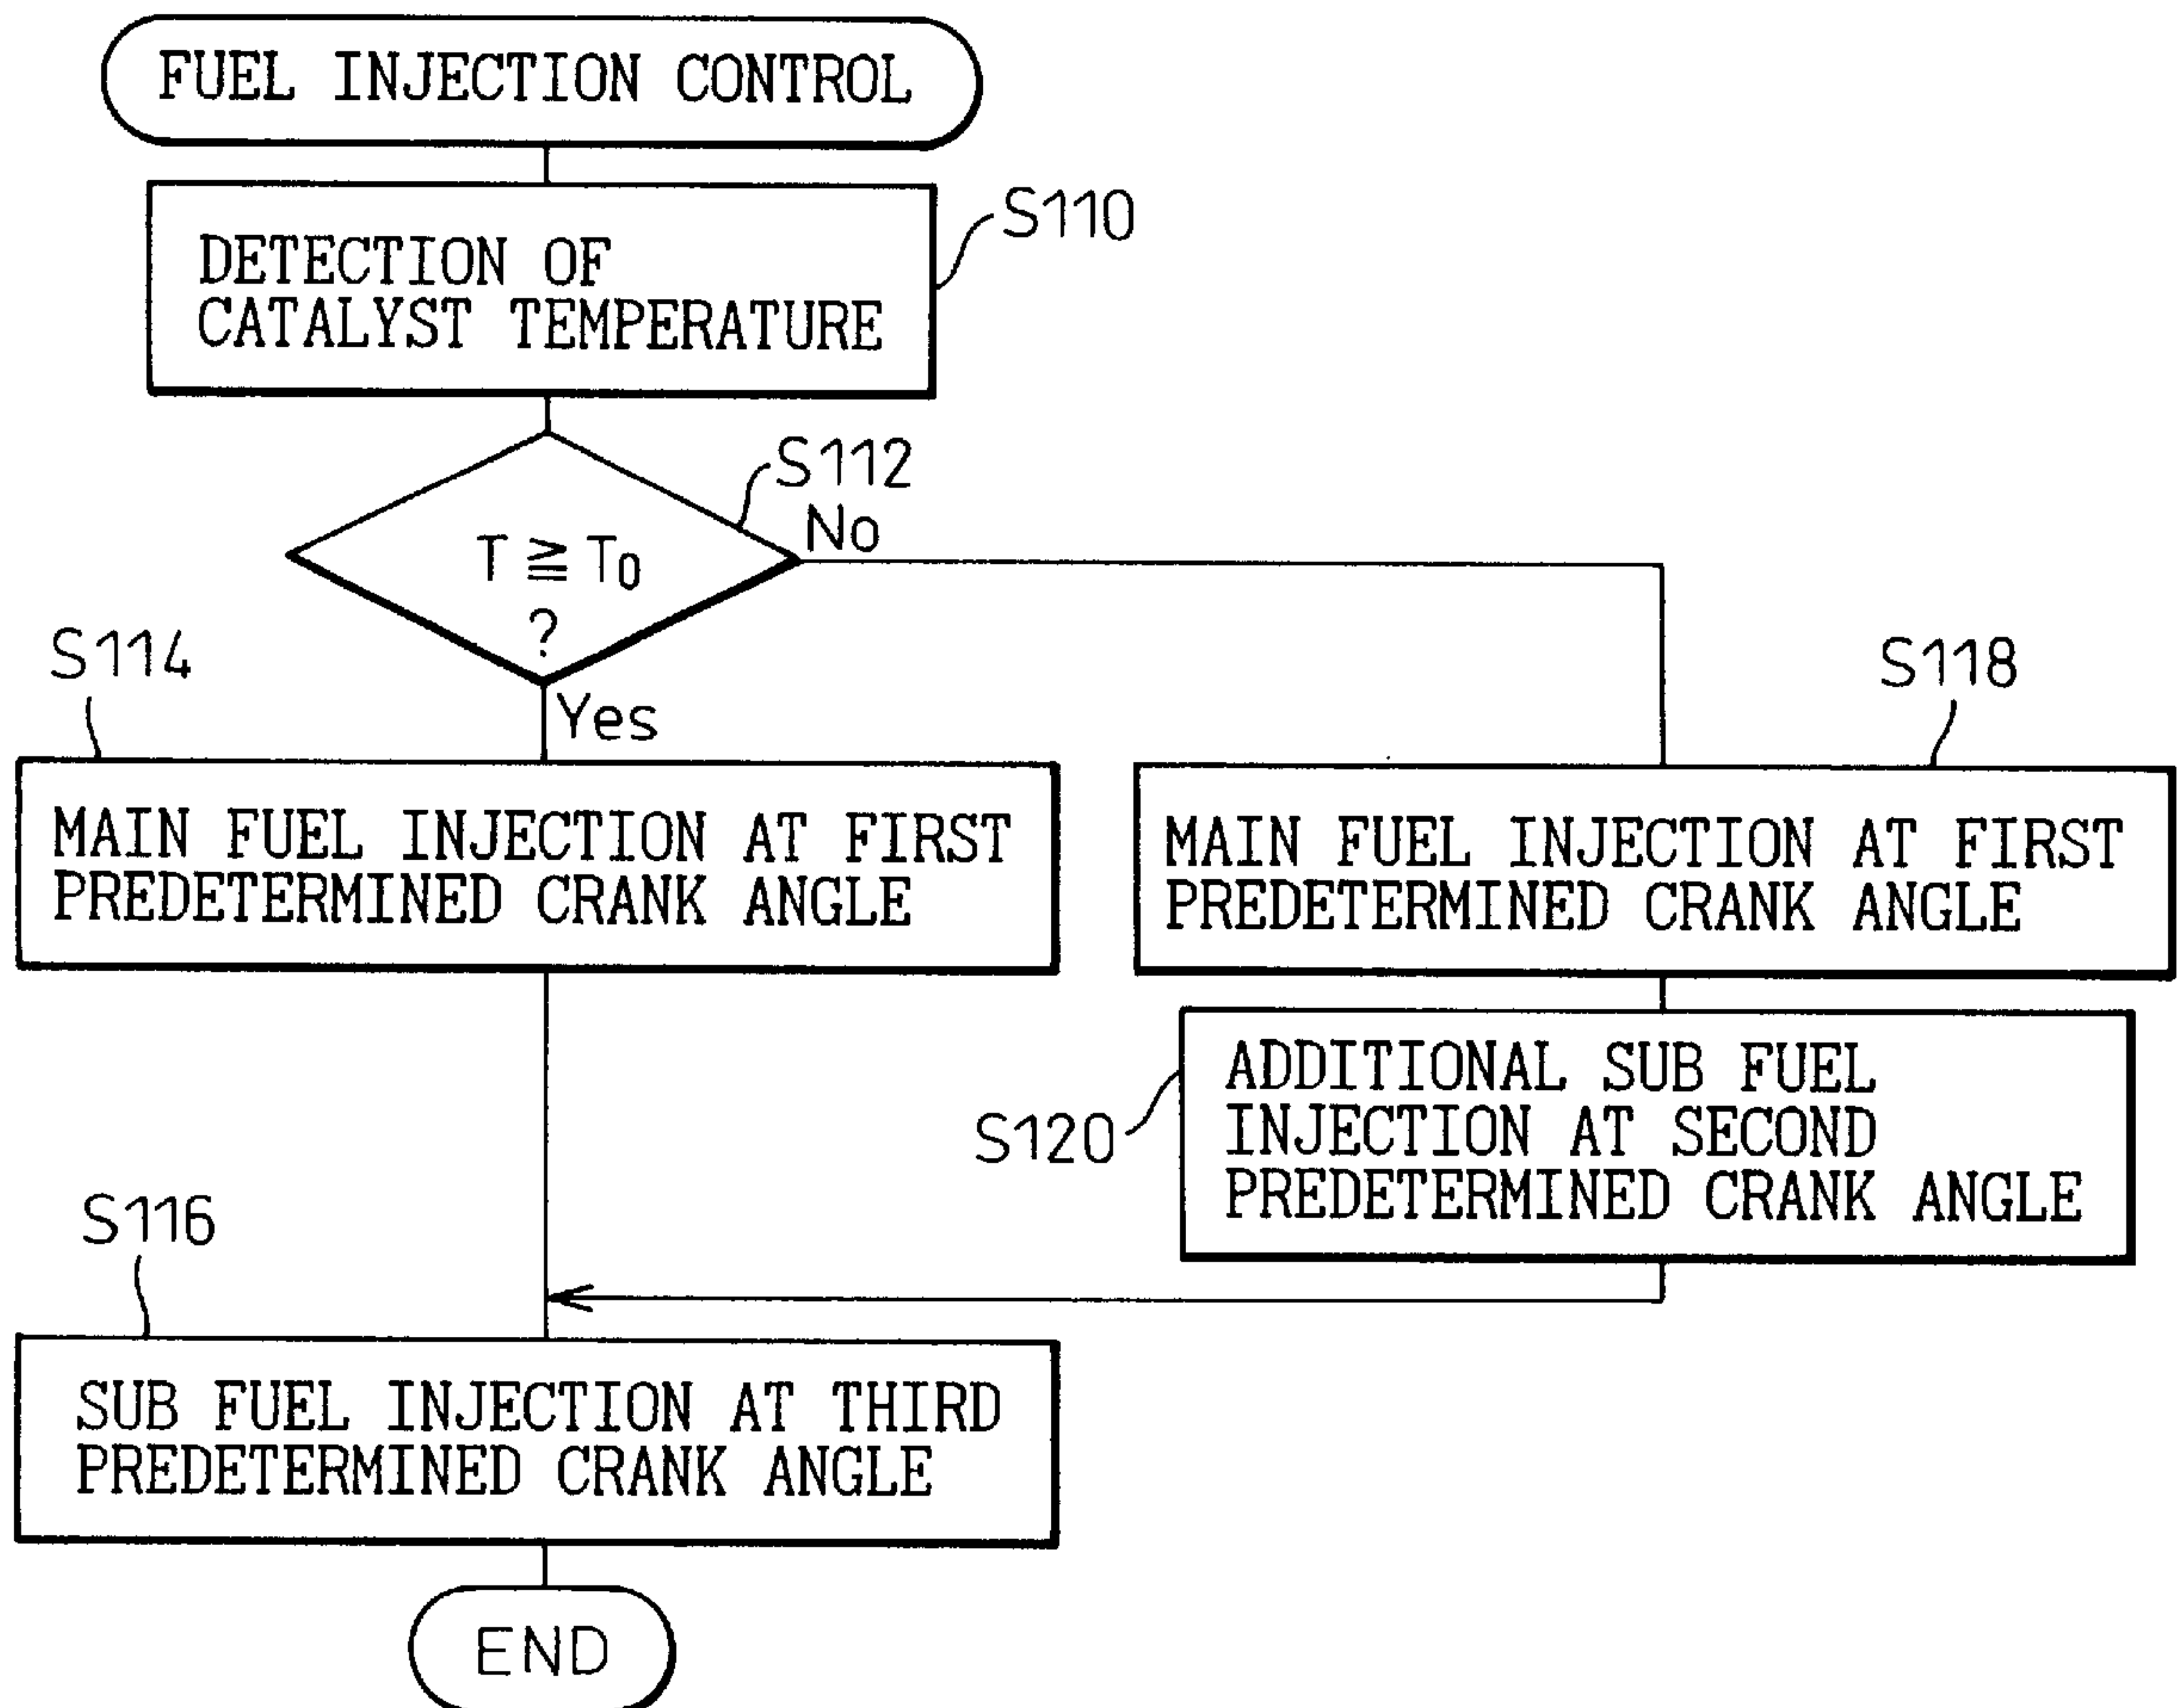 FUEL INJECTION CONTROL
S110
DETECTION OF
CATALYST TEMPERATURE
S112
No
T ≧ T0
?
Yes
S114
MAIN FUEL INJECTION AT FIRST
PREDETERMINED CRANK ANGLE
S118
MAIN FUEL INJECTION AT FIRST
PREDETERMINED CRANK ANGLE
S120
ADDITIONAL SUB FUEL
INJECTION AT SECOND
PREDETERMINED CRANK ANGLE
S116
SUB FUEL INJECTION AT THIRD
PREDETERMINED CRANK ANGLE
END